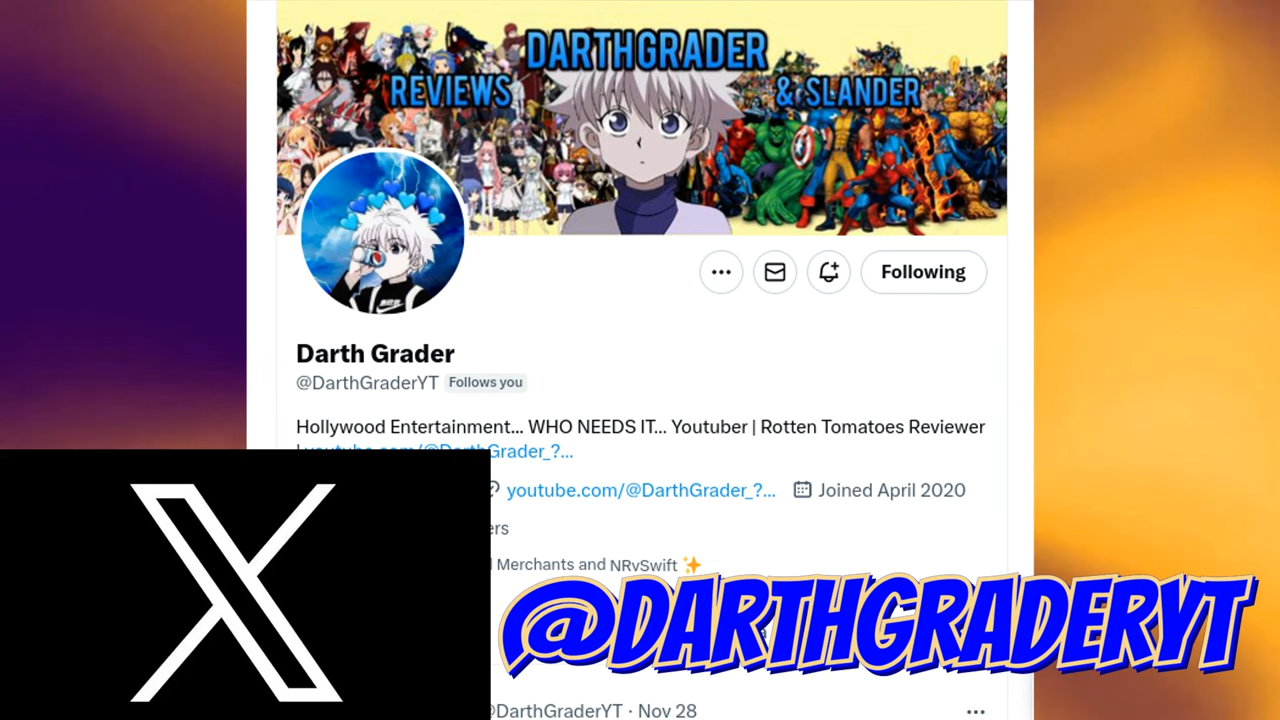 DARTHGRADER
REVIEWS & SLANDER
Following
Darth Grader
@DarthGraderYT Follows you
Hollywood Entertainment... WHO NEEDS IT... Youtuber | Rotten Tomatoes Reviewer
youtube.com/@DarthGrader_?...
youtube.com/@DarthGrader_?... Joined April 2020
Merchants and NRvSwift ✨
@DARTHGRADERYT
DarthGraderYT · Nov 28